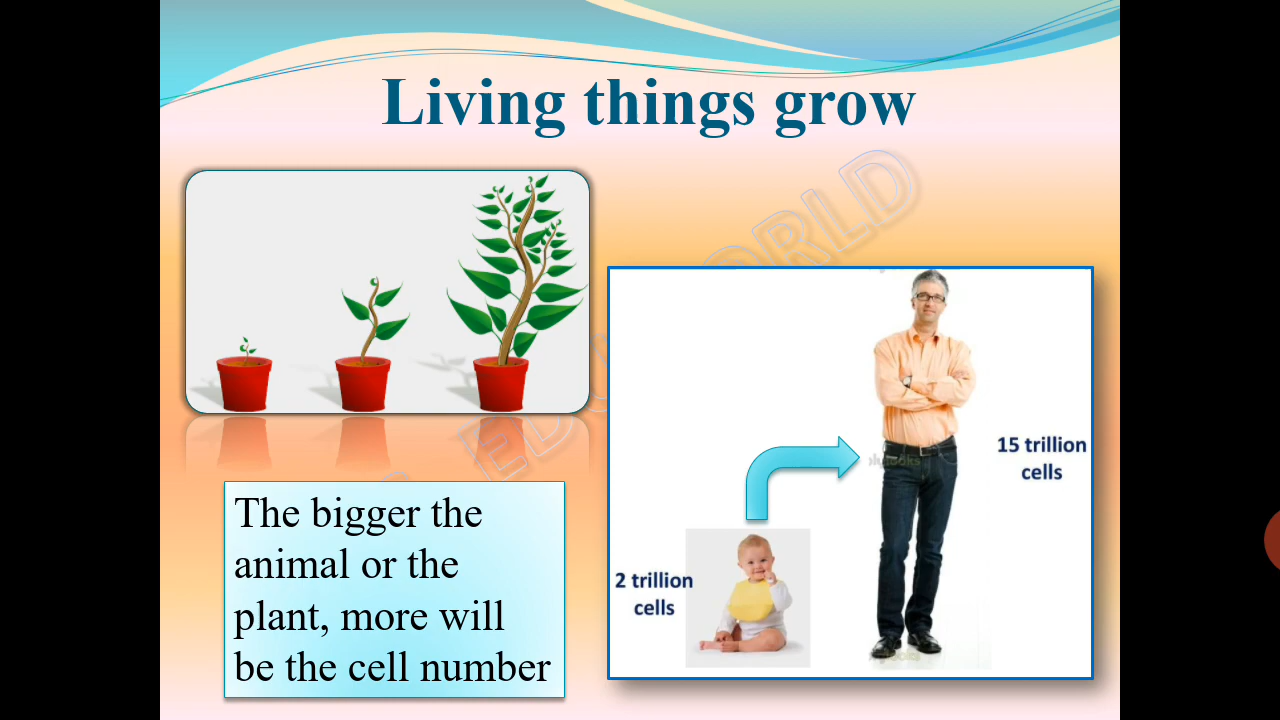 Living things grow
ORLD
15 trillion
cells
2 trillion
cells
The bigger the
animal or the
plant, more will
be the cell number